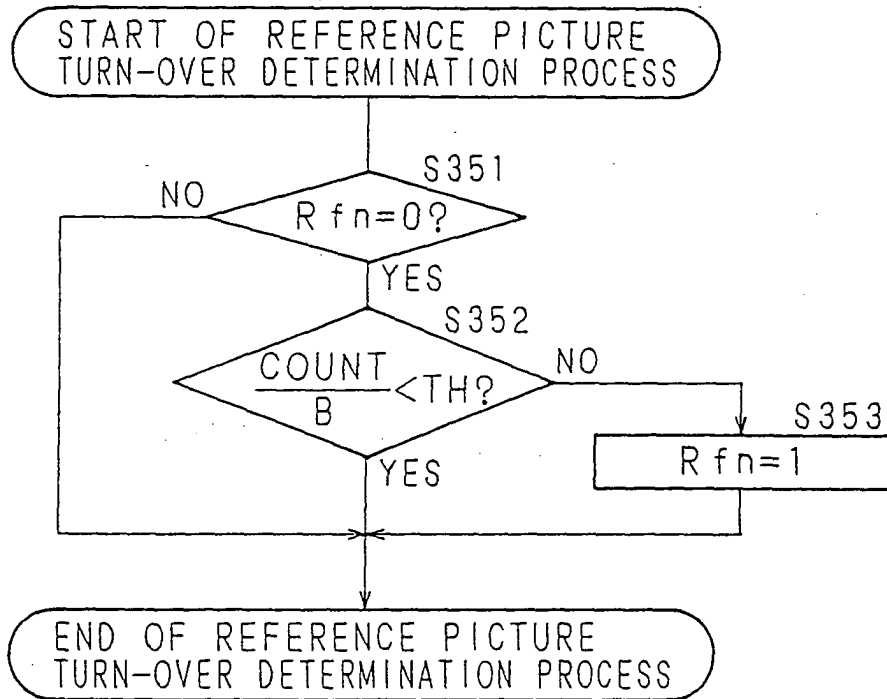 START OF REFERENCE PICTURE
TURN-OVER DETERMINATION PROCESS
S351
NO
Rfn=0?
YES
S352
COUNT
B
<TH?
NO
S353
Rfn=1
YES
END OF REFERENCE PICTURE
TURN-OVER DETERMINATION PROCESS